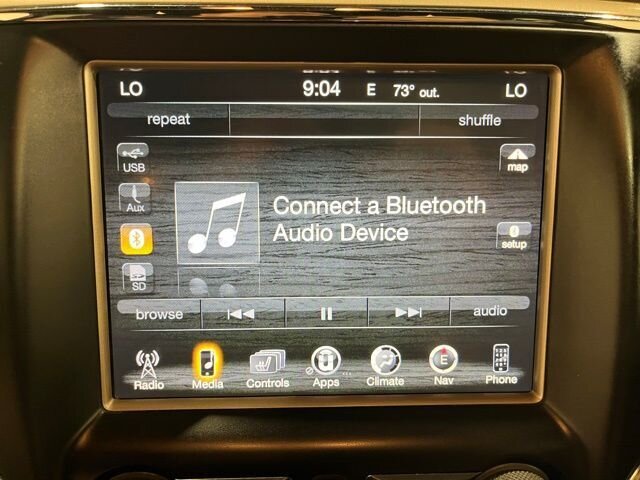 LO 9:04 E 73° out. LO
repeat shuffle
USB
map
Aux
Connect a Bluetooth
Audio Device
setup
SD
browse audio
Radio Media Controls Apps Climate Nav Phone